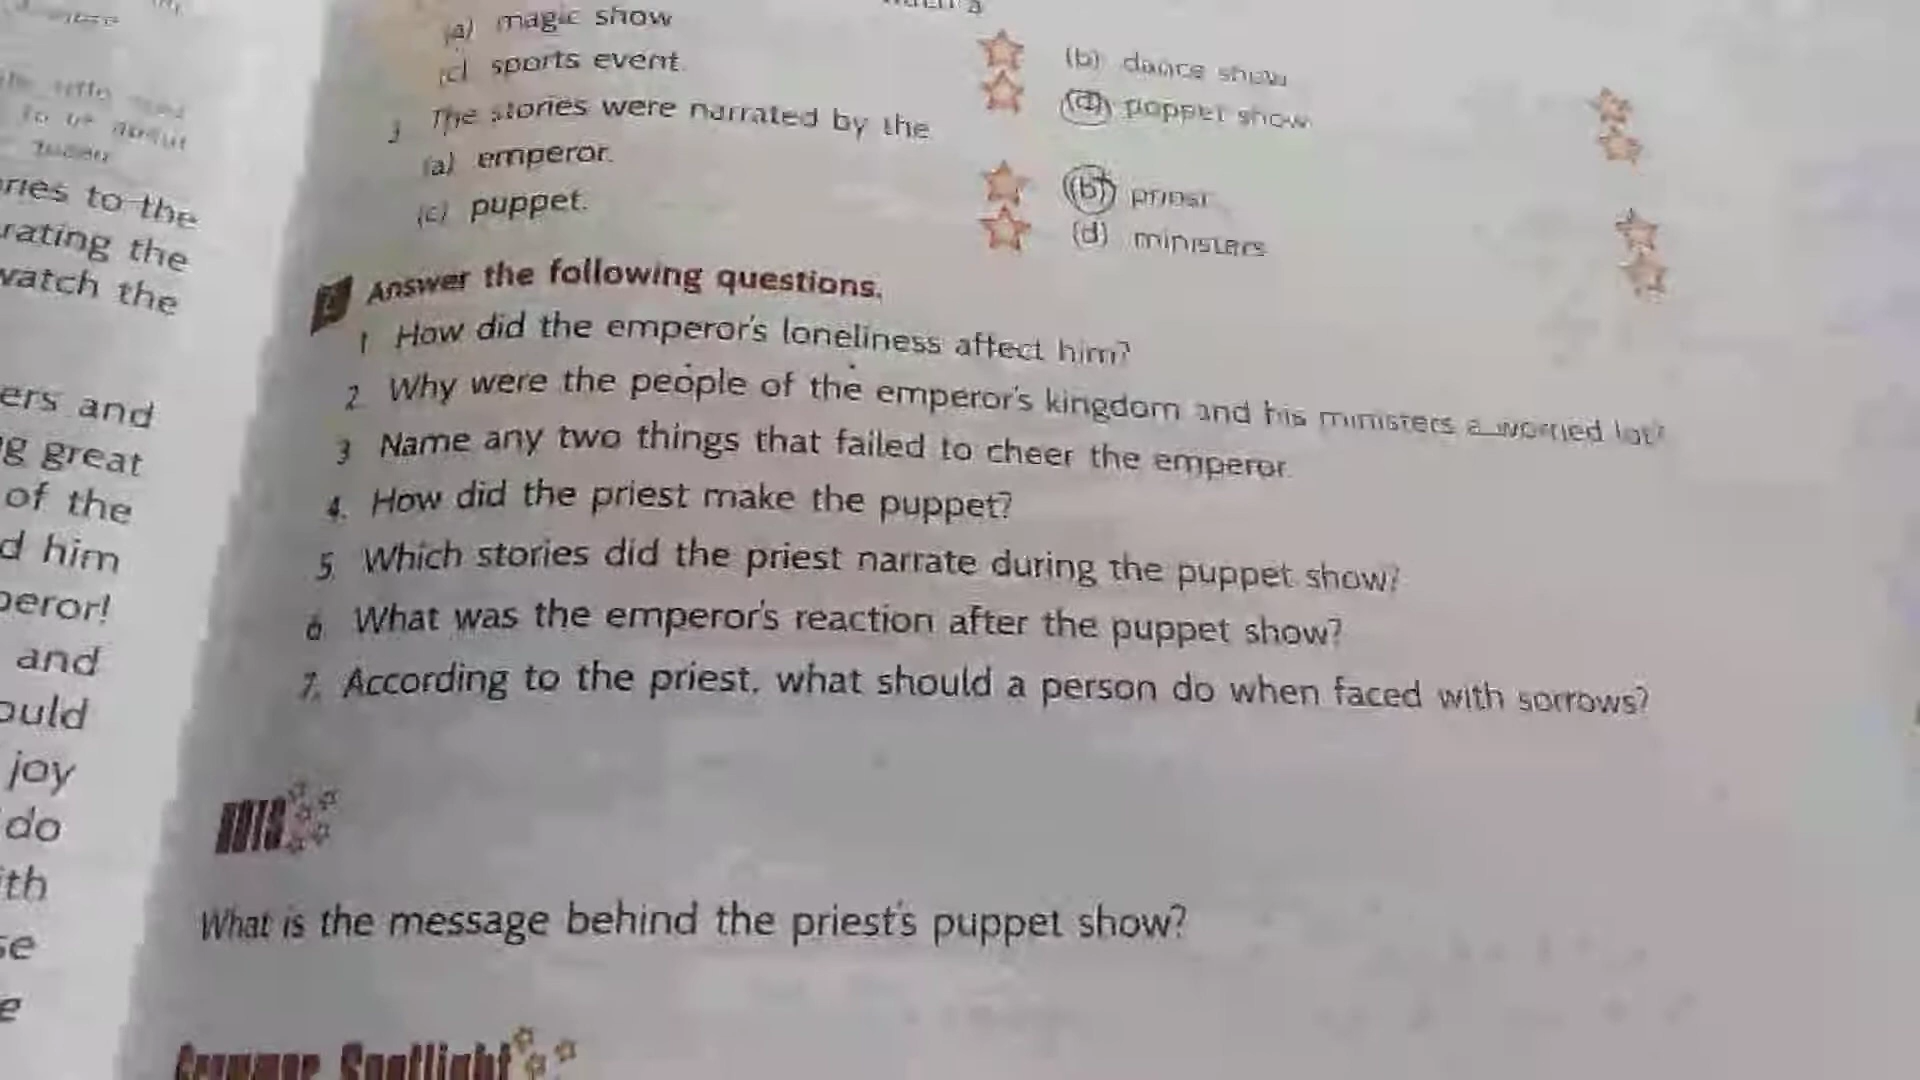 (a) magic show
(b) dance show
(c) sports event.
(d) puppet show
3 The stories were narrated by the
(a) emperor.
(b) priest
(c) puppet.
(d) ministers
ries to the
rating the
watch the
Answer the following questions.
1 How did the emperor's loneliness affect him?
2 Why were the people of the emperor's kingdom and his ministers a worried lot?
3 Name any two things that failed to cheer the emperor.
4. How did the priest make the puppet?
5. Which stories did the priest narrate during the puppet show?
6 What was the emperor's reaction after the puppet show?
7. According to the priest, what should a person do when faced with sorrows?
ers and
g great
of the
d him
peror!
and
ould
joy
do
ith
se
e
HOTS
What is the message behind the priest's puppet show?
Grammar Spotlight